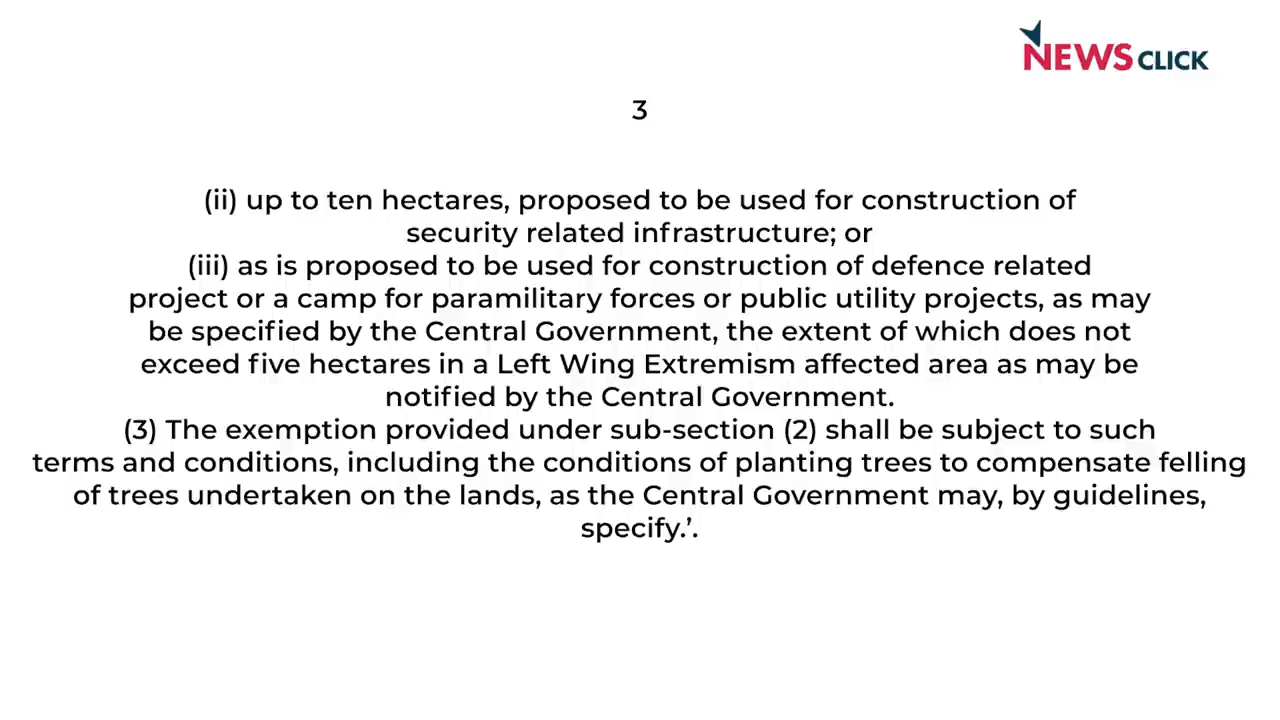 NEWSCLICK
3
(ii) up to ten hectares, proposed to be used for construction of
security related infrastructure; or
(iii) as is proposed to be used for construction of defence related
project or a camp for paramilitary forces or public utility projects, as may
be specified by the Central Government, the extent of which does not
exceed five hectares in a Left Wing Extremism affected area as may be
notified by the Central Government.
(3) The exemption provided under sub-section (2) shall be subject to such
terms and conditions, including the conditions of planting trees to compensate felling
of trees undertaken on the lands, as the Central Government may, by guidelines,
specify.’.